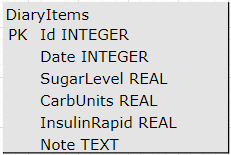 DiaryItems
PK Id INTEGER
Date INTEGER
SugarLevel REAL
CarbUnits REAL
InsulinRapid REAL
Note TEXT